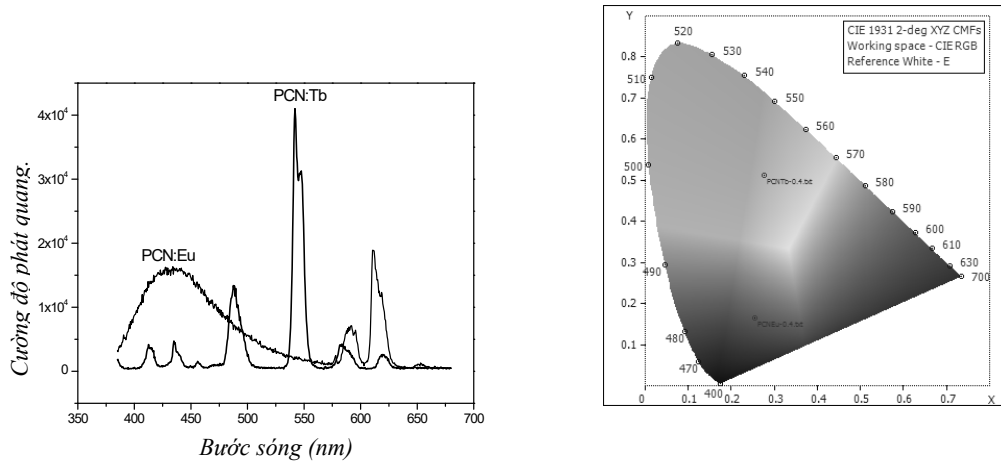 PCN:Tb
PCN:Eu
4x10⁴
3x10⁴
2x10⁴
1x10⁴
0
350 400 450 500 550 600 650 700
Cường độ phát quang.
Bước sóng (nm)
CIE 1931 2-deg XYZ CMFs
Working space - CIE RGB
Reference White - E
Y
0.8
0.7
0.6
0.5
0.4
0.3
0.2
0.1
0 0.1 0.2 0.3 0.4 0.5 0.6 0.7 X
520
530
540
550
560
570
580
590
600
610
630
700
510
500
490
480
470
400
PCNTb-0.4.txt
PCNEu-0.4.txt